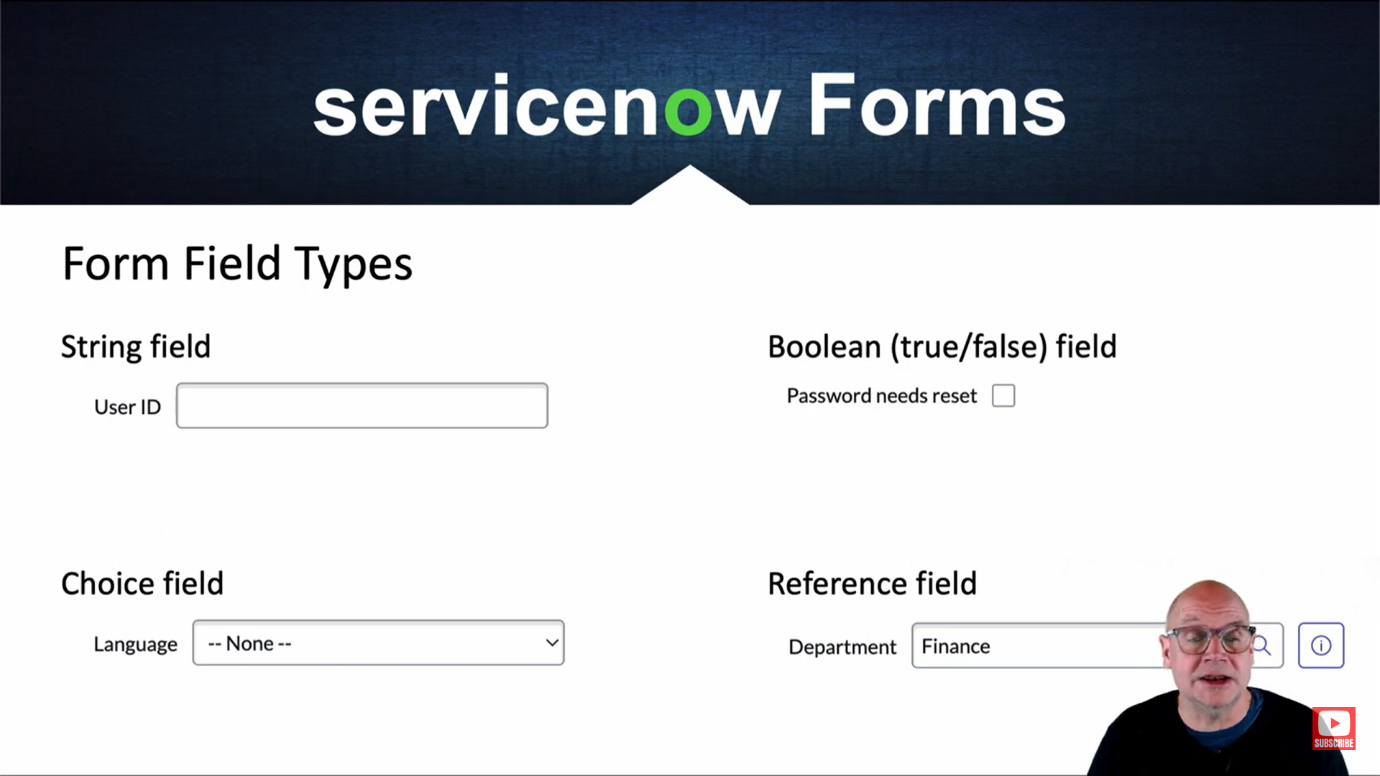 servicenow Forms
Form Field Types
String field
User ID
Boolean (true/false) field
Password needs reset
Choice field
Language -- None --
Reference field
Department Finance
SUBSCRIBE